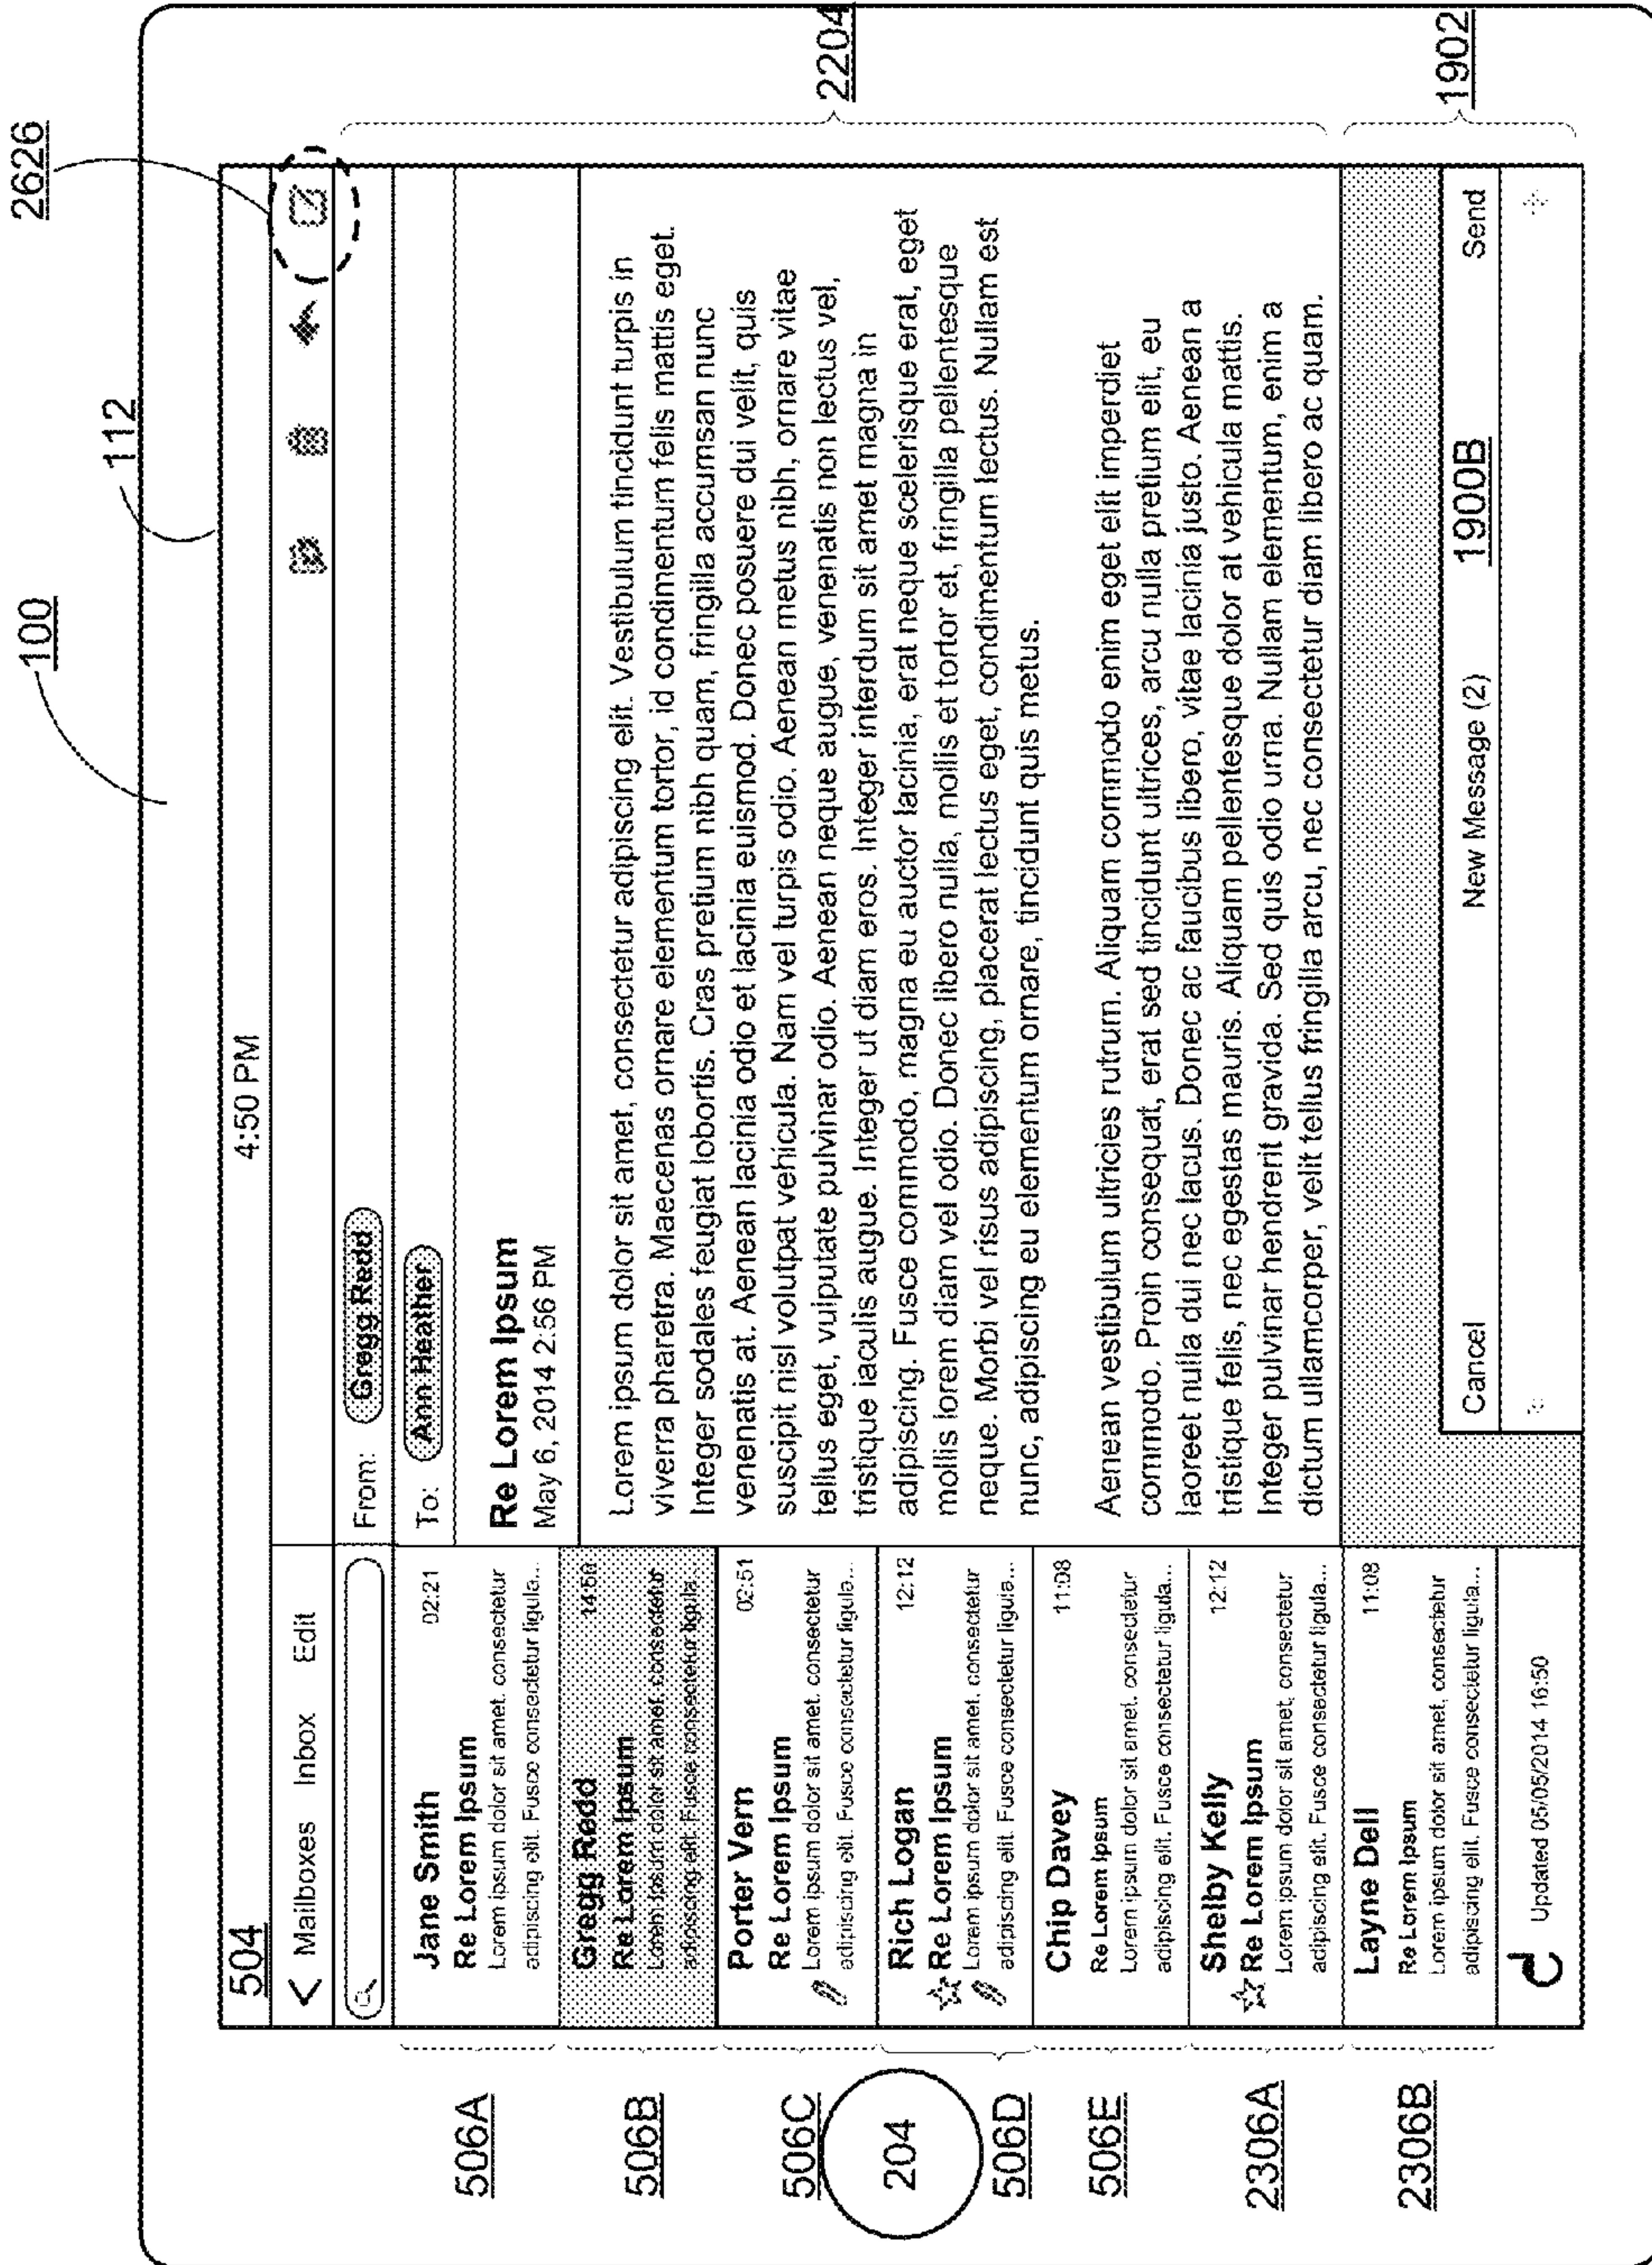 2626
100
112
504
4:50 PM
< Mailboxes Inbox Edit
From: Gregg Redd
To: Ann Heather
Re Lorem Ipsum
May 6, 2014 2:56 PM
Lorem ipsum dolor sit amet, consectetur adipiscing elit. Vestibulum tincidunt turpis in
viverra pharetra. Maecenas ornare elementum tortor, id condimentum felis mattis eget.
Integer sodales feugiat lobortis. Cras pretium nibh quam, fringilla accumsan nunc
venenatis at. Aenean lacinia odio et lacinia euismod. Donec posuere dui velit, quis
suscipit nisl volutpat vehicula. Nam vel turpis odio. Aenean metus nibh, ornare vitae
tellus eget, vulputate pulvinar odio. Aenean neque augue, venenatis non lectus vel,
tristique iaculis augue. Integer ut diam eros. Integer interdum sit amet magna in
adipiscing. Fusce commodo, magna eu auctor lacinia, erat neque scelerisque erat, eget
mollis lorem diam vel odio. Donec libero nulla, mollis et tortor et, fringilla pellentesque
neque. Morbi vel risus adipiscing, placerat lectus eget, condimentum lectus. Nullam est
nunc, adipiscing eu elementum ornare, tincidunt quis metus.
Aenean vestibulum ultricies rutrum. Aliquam commodo enim eget elit imperdiet
commodo. Proin consequat, erat sed tincidunt ultrices, arcu nulla pretium elit, eu
laoreet nulla dui nec lacus. Donec ac faucibus libero, vitae lacinia justo. Aenean a
tristique felis, nec egestas mauris. Aliquam pellentesque dolor at vehicula mattis.
Integer pulvinar hendrerit gravida. Sed quis odio urna. Nullam elementum, enim a
dictum ullamcorper, velit tellus fringilla arcu, nec consectetur diam libero ac quam.
2204
506A
Jane Smith 02:21
Re Lorem Ipsum
Lorem ipsum dolor sit amet, consectetur
adipiscing elit. Fusce consectetur ligula...
506B
Gregg Redd 14:56
Re Lorem Ipsum
Lorem ipsum dolor sit amet, consectetur
adipiscing elit. Fusce consectetur ligula...
506C
Porter Vern 02:51
Re Lorem Ipsum
Lorem ipsum dolor sit amet, consectetur
adipiscing elit. Fusce consectetur ligula...
204
506D
Rich Logan 12:12
Re Lorem Ipsum
Lorem ipsum dolor sit amet, consectetur
adipiscing elit. Fusce consectetur ligula...
506E
Chip Davey 11:08
Re Lorem Ipsum
Lorem ipsum dolor sit amet, consectetur
adipiscing elit. Fusce consectetur ligula...
2306A
Shelby Kelly 12:12
Re Lorem Ipsum
Lorem ipsum dolor sit amet, consectetur
adipiscing elit. Fusce consectetur ligula...
2306B
Layne Dell 11:08
Re Lorem Ipsum
Lorem ipsum dolor sit amet, consectetur
adipiscing elit. Fusce consectetur ligula...
Updated 05/05/2014 16:50
Cancel New Message (2) 1900B Send
1902